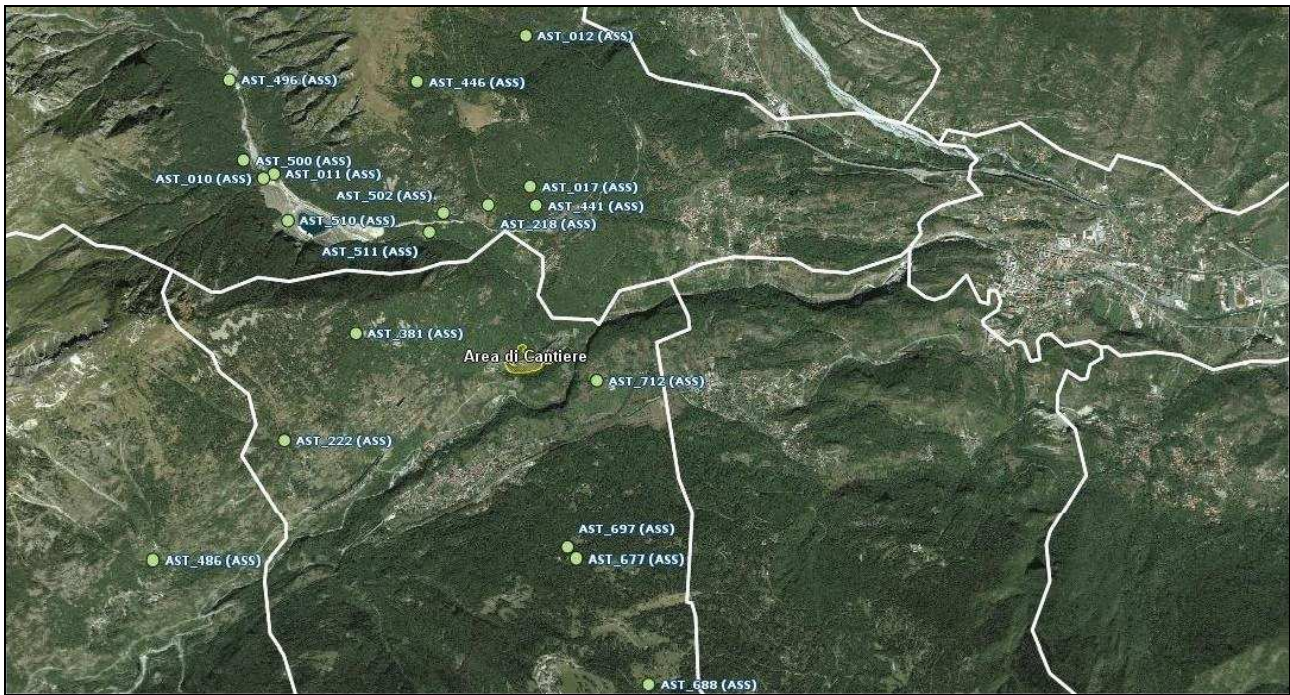 AST_012 (ASS)
AST_496 (ASS)
AST_446 (ASS)
AST_500 (ASS)
AST_011 (ASS)
AST_010 (ASS)
AST_017 (ASS)
AST_502 (ASS)
AST_441 (ASS)
AST_510 (ASS)
AST_218 (ASS)
AST_511 (ASS)
AST_381 (ASS)
Area di Cantiere
AST_712 (ASS)
AST_222 (ASS)
AST_697 (ASS)
AST_677 (ASS)
AST_486 (ASS)
AST_688 (ASS)